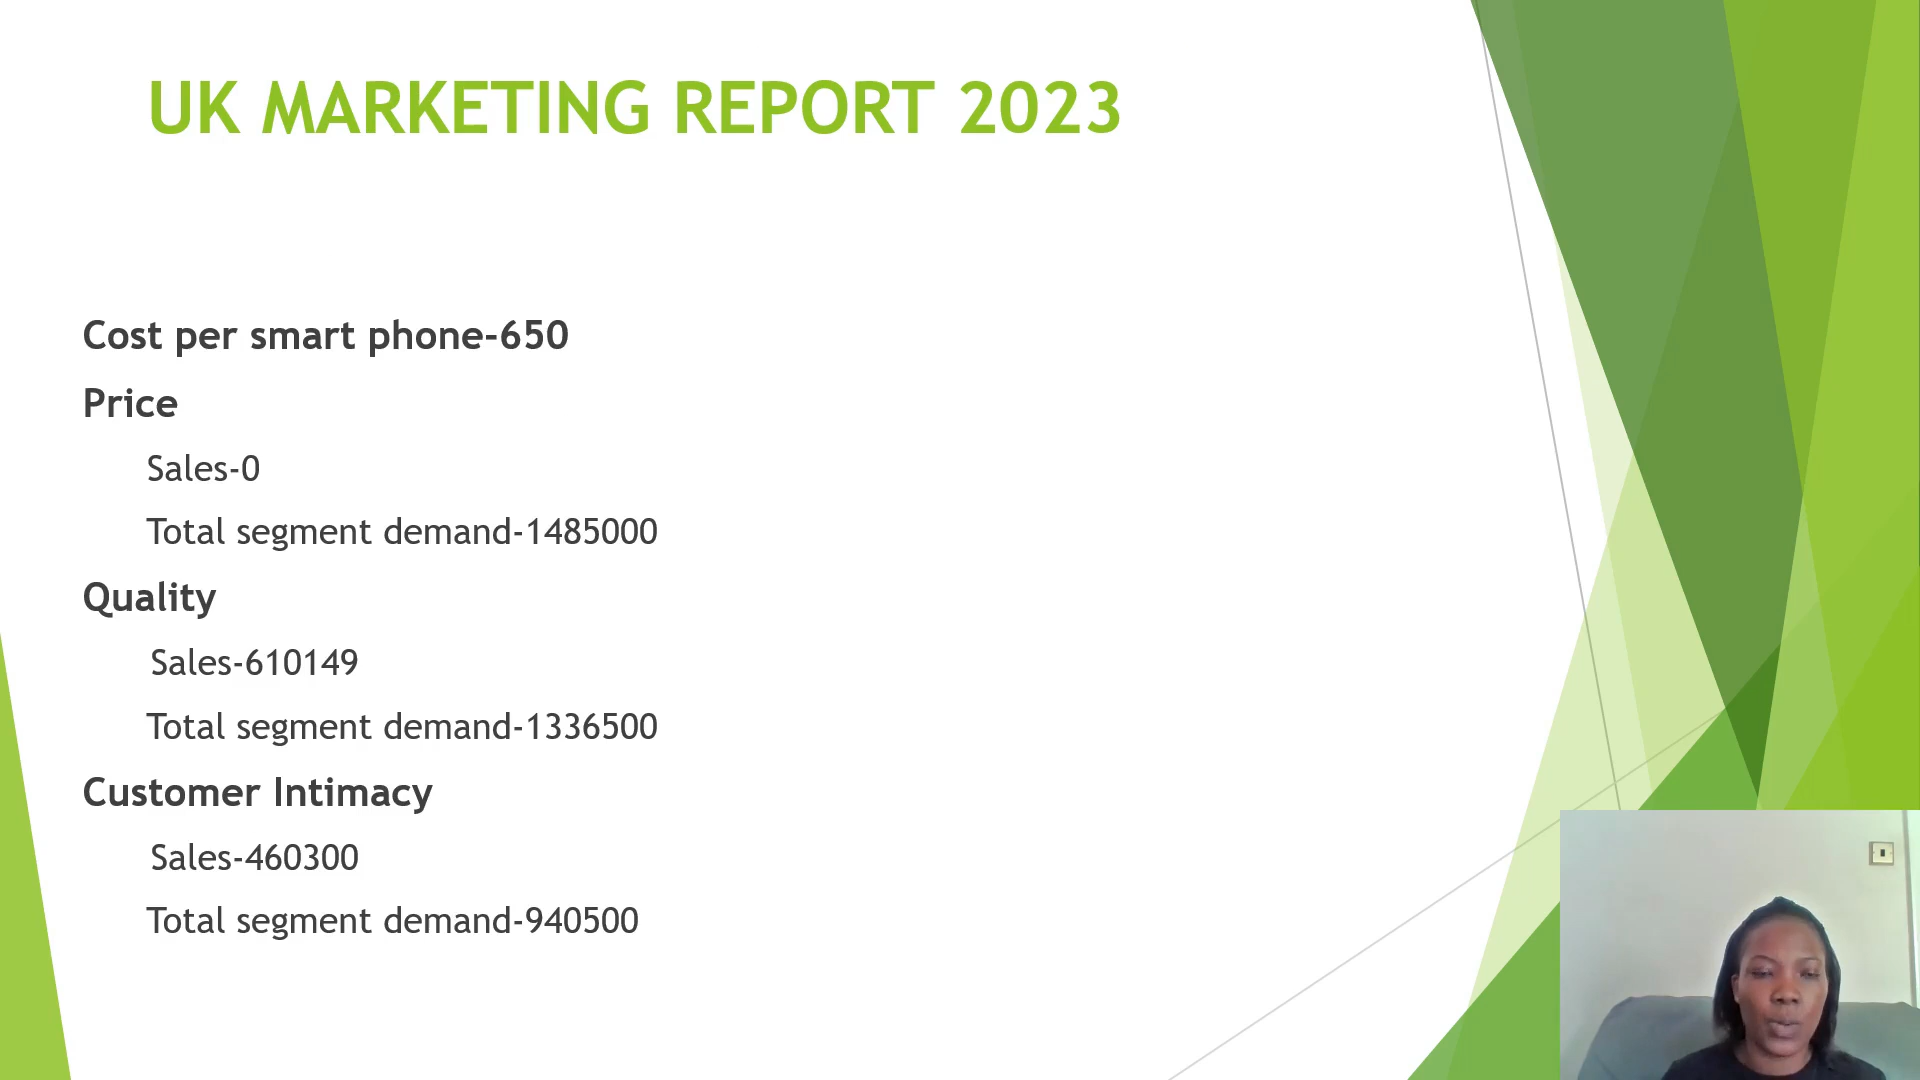 UK MARKETING REPORT 2023
Cost per smart phone-650
Price
Sales-0
Total segment demand-1485000
Quality
Sales-610149
Total segment demand-1336500
Customer Intimacy
Sales-460300
Total segment demand-940500